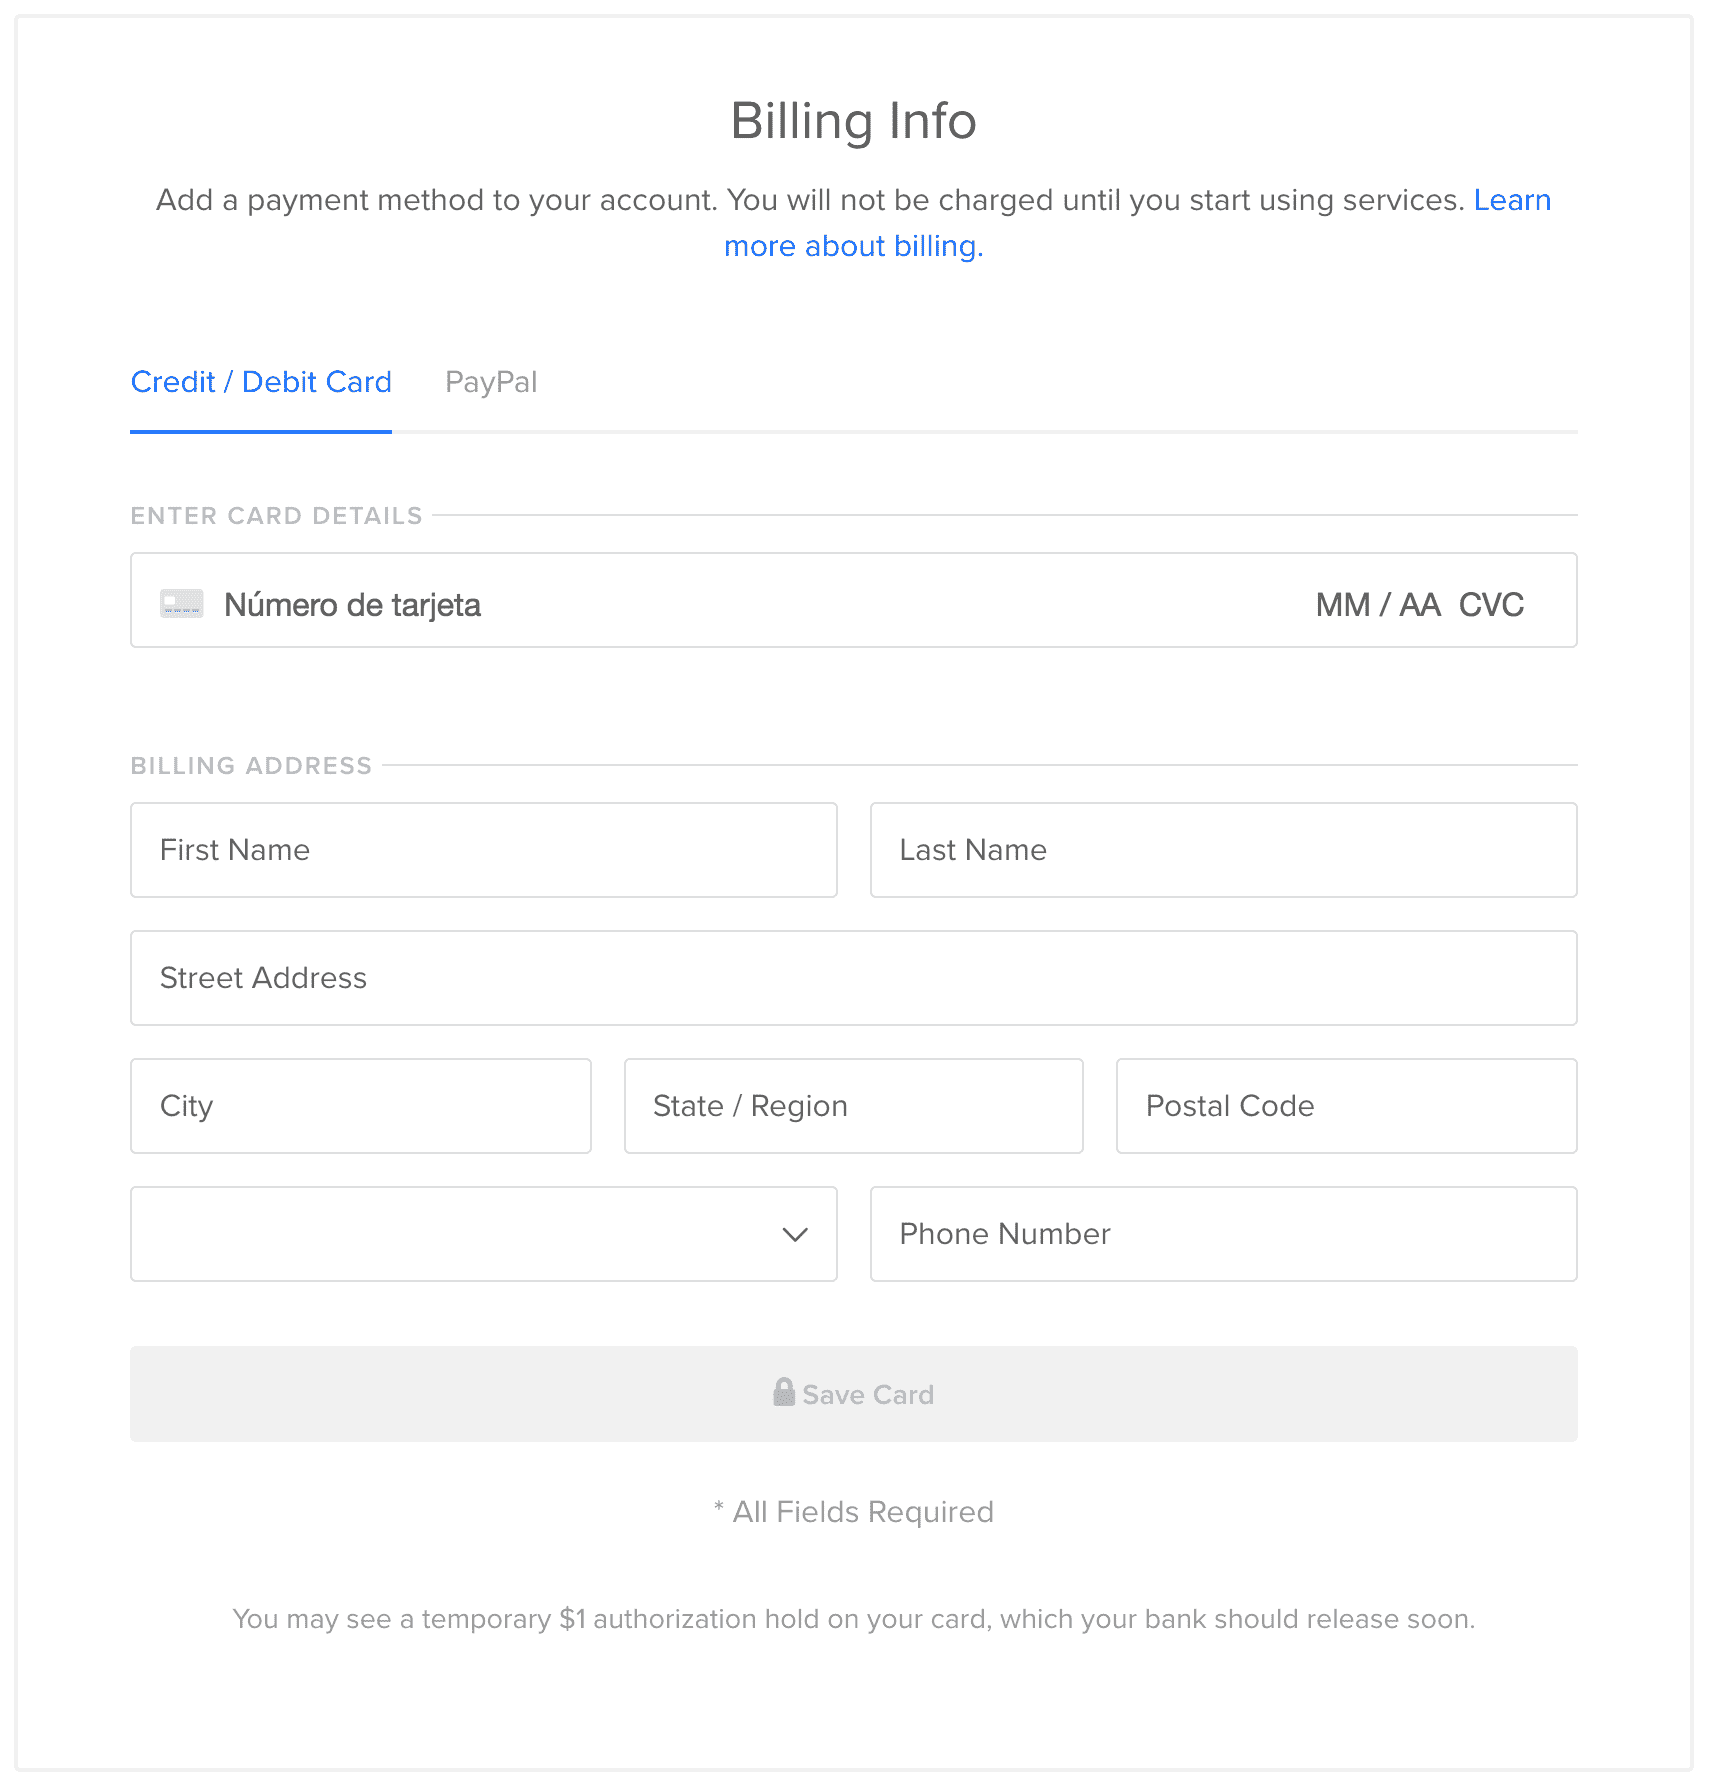 Billing Info
Add a payment method to your account. You will not be charged until you start using services. Learn
more about billing.
Credit / Debit Card PayPal
ENTER CARD DETAILS
Número de tarjeta MM / AA CVC
BILLING ADDRESS
First Name Last Name
Street Address
City State / Region Postal Code
Phone Number
Save Card
* All Fields Required
You may see a temporary $1 authorization hold on your card, which your bank should release soon.